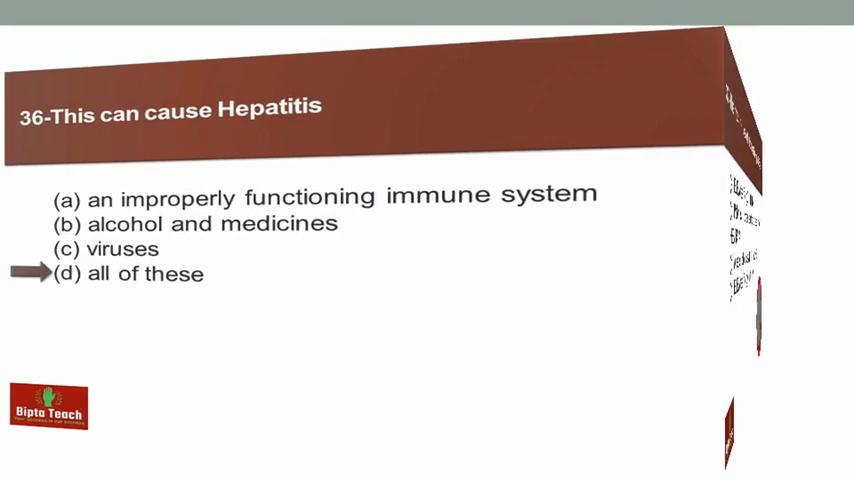 36-This can cause Hepatitis
(a) an improperly functioning immune system
(b) alcohol and medicines
(c) viruses
(d) all of these
Bipta Teach